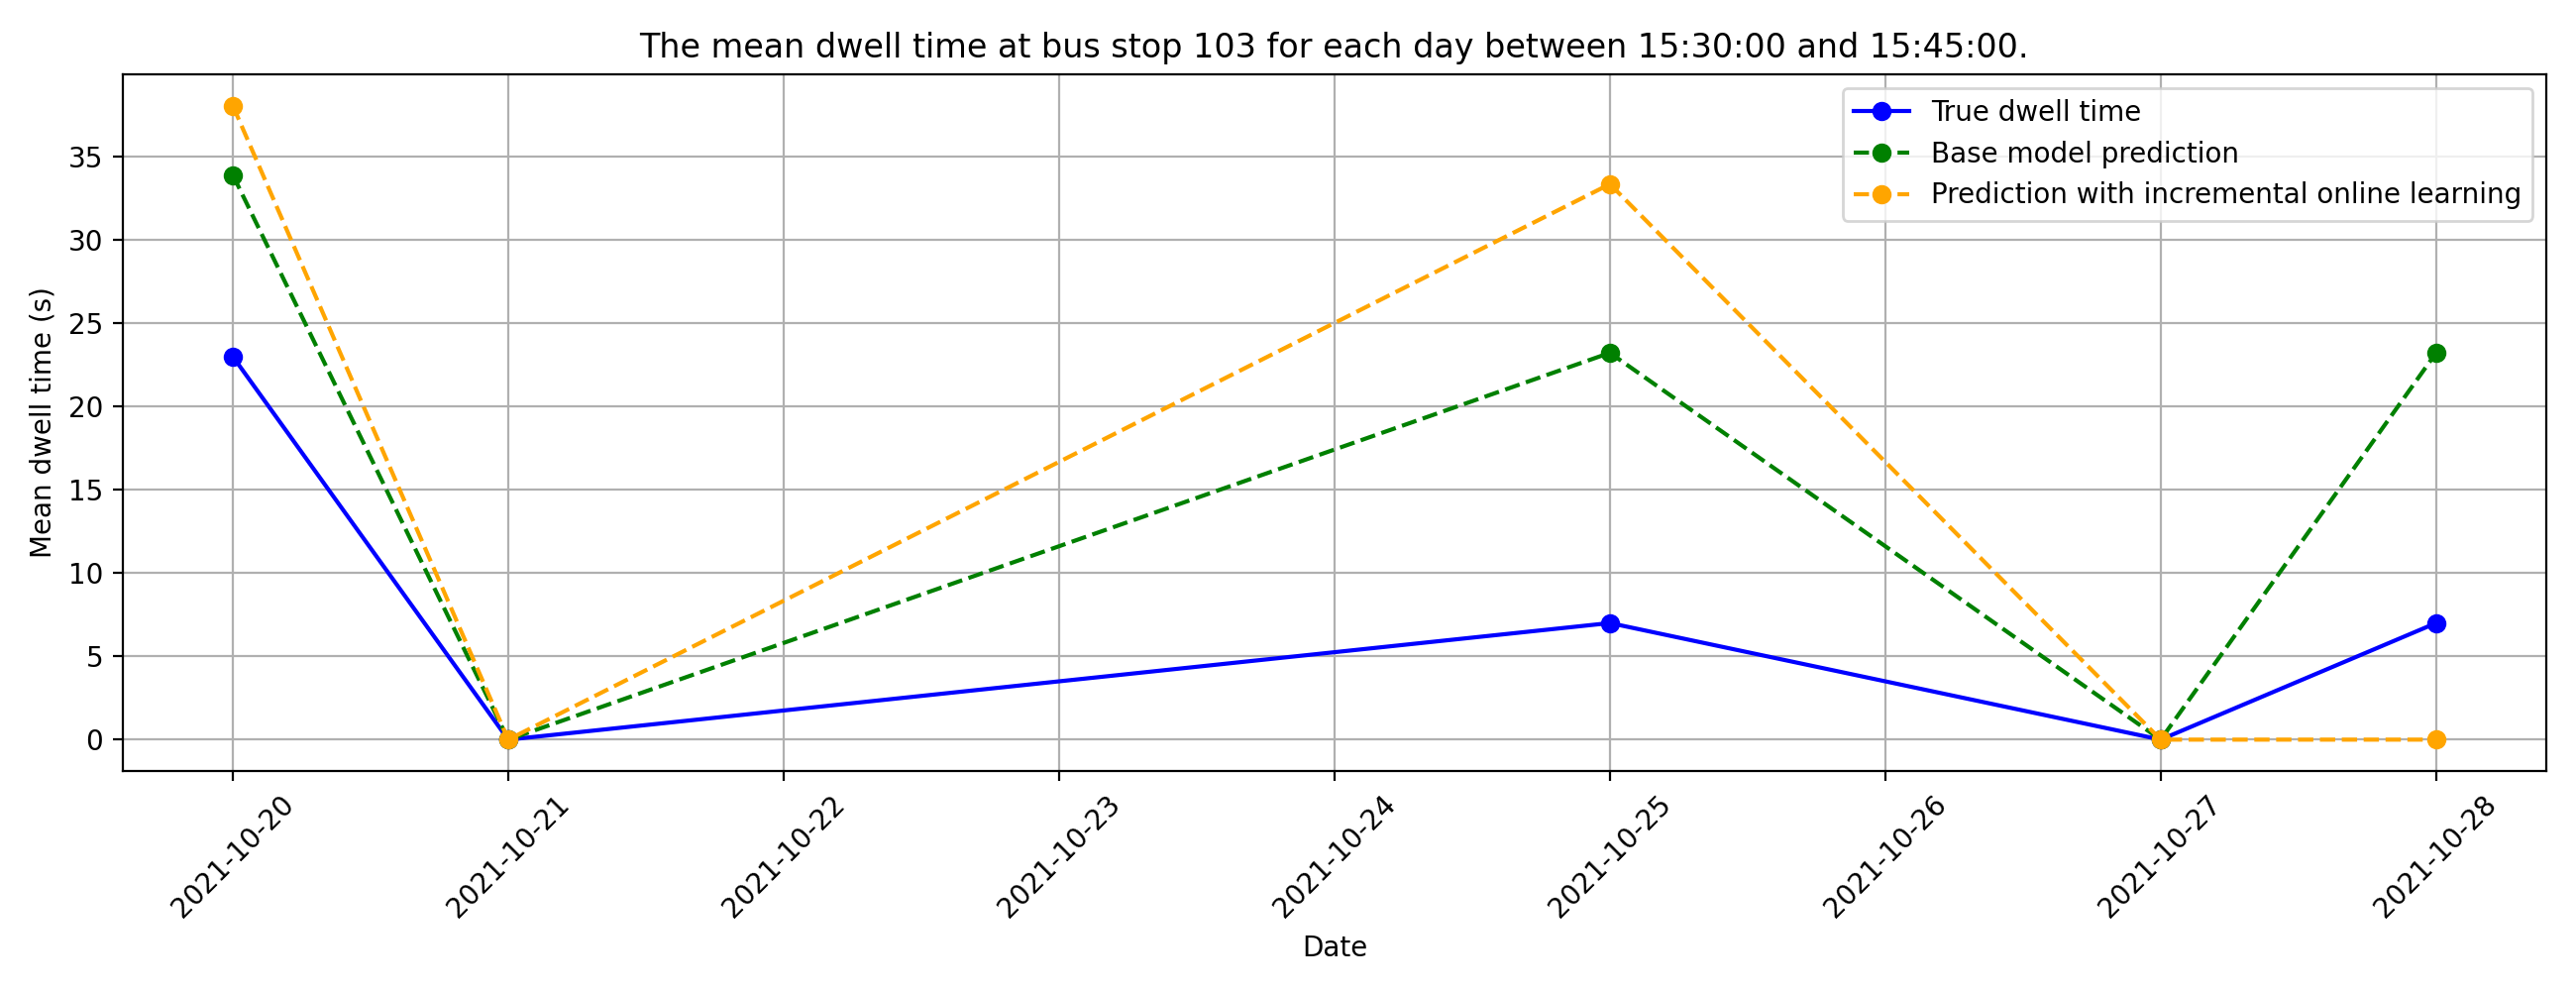 The mean dwell time at bus stop 103 for each day between 15:30:00 and 15:45:00.
True dwell time
Base model prediction
Prediction with incremental online learning
Mean dwell time (s)
35
30
25
20
15
10
5
0
2021-10-20
2021-10-21
2021-10-22
2021-10-23
2021-10-24
2021-10-25
2021-10-26
2021-10-27
2021-10-28
Date